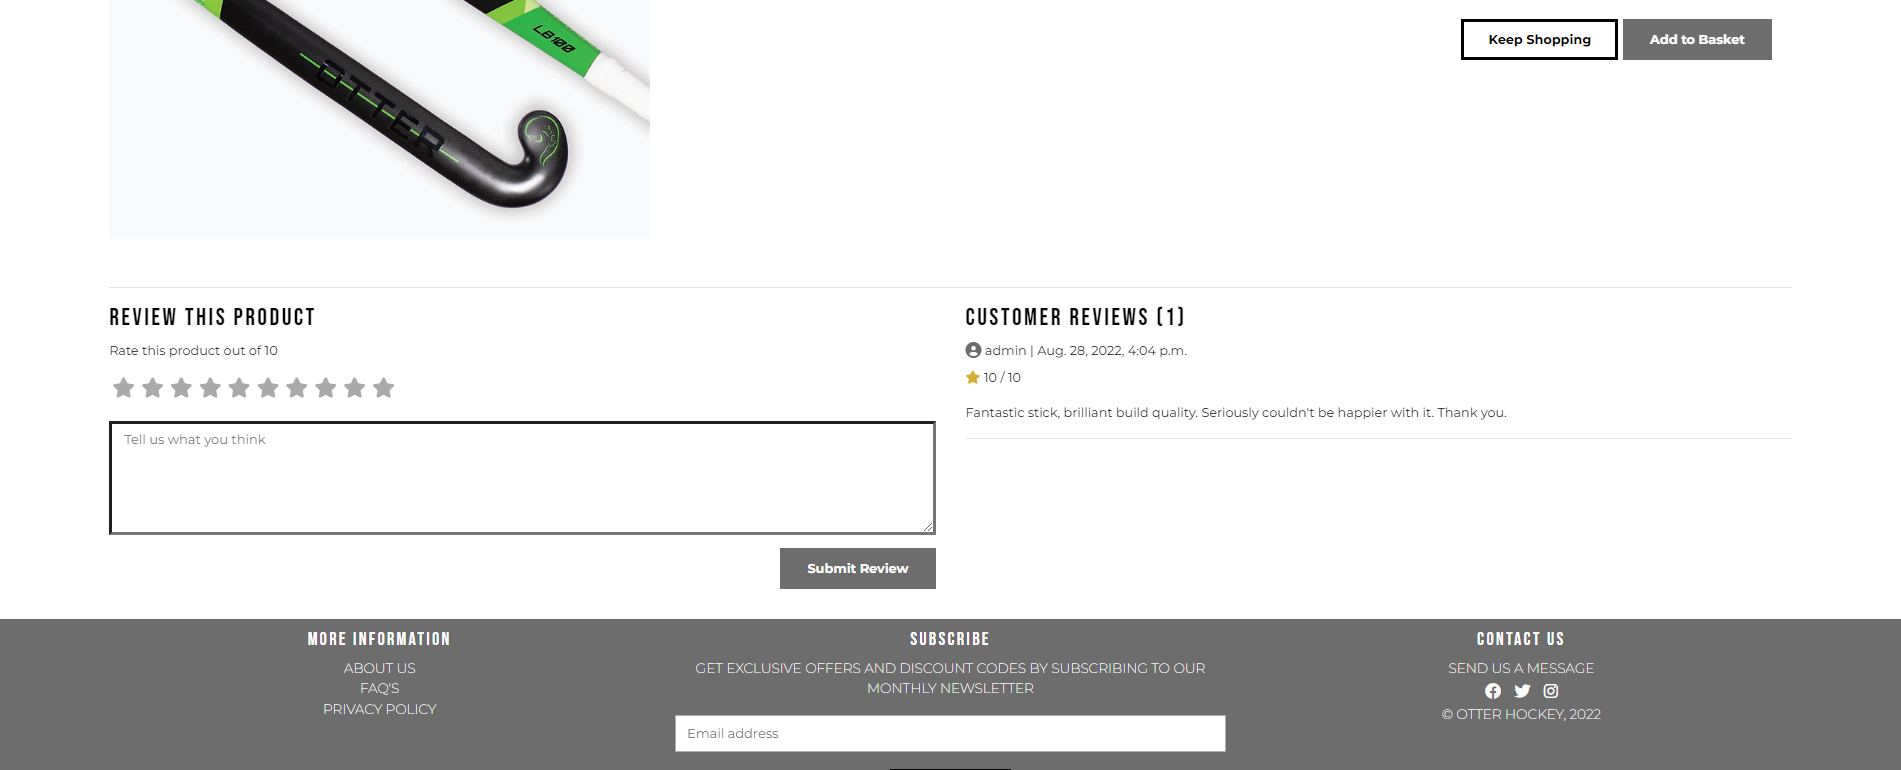 LB100
OTTER
Keep Shopping
Add to Basket
REVIEW THIS PRODUCT
Rate this product out of 10
Tell us what you think
Submit Review
CUSTOMER REVIEWS (1)
admin | Aug. 28, 2022, 4:04 p.m.
10 / 10
Fantastic stick, brilliant build quality. Seriously couldn't be happier with it. Thank you.
MORE INFORMATION
ABOUT US
FAQ'S
PRIVACY POLICY
SUBSCRIBE
GET EXCLUSIVE OFFERS AND DISCOUNT CODES BY SUBSCRIBING TO OUR
MONTHLY NEWSLETTER
Email address
CONTACT US
SEND US A MESSAGE
© OTTER HOCKEY, 2022